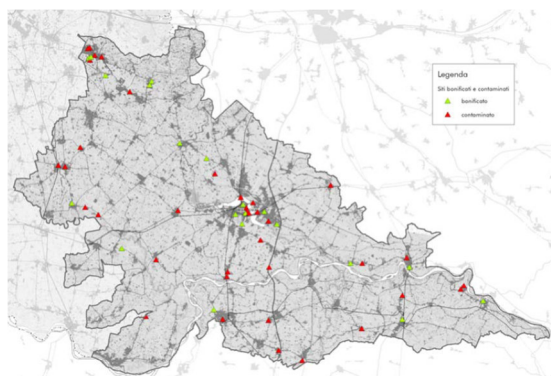 Legenda
Siti bonificati e contaminati
bonificato
contaminato